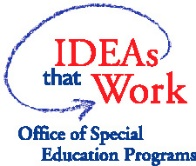 IDEAs
that Work
Office of Special
Education Programs